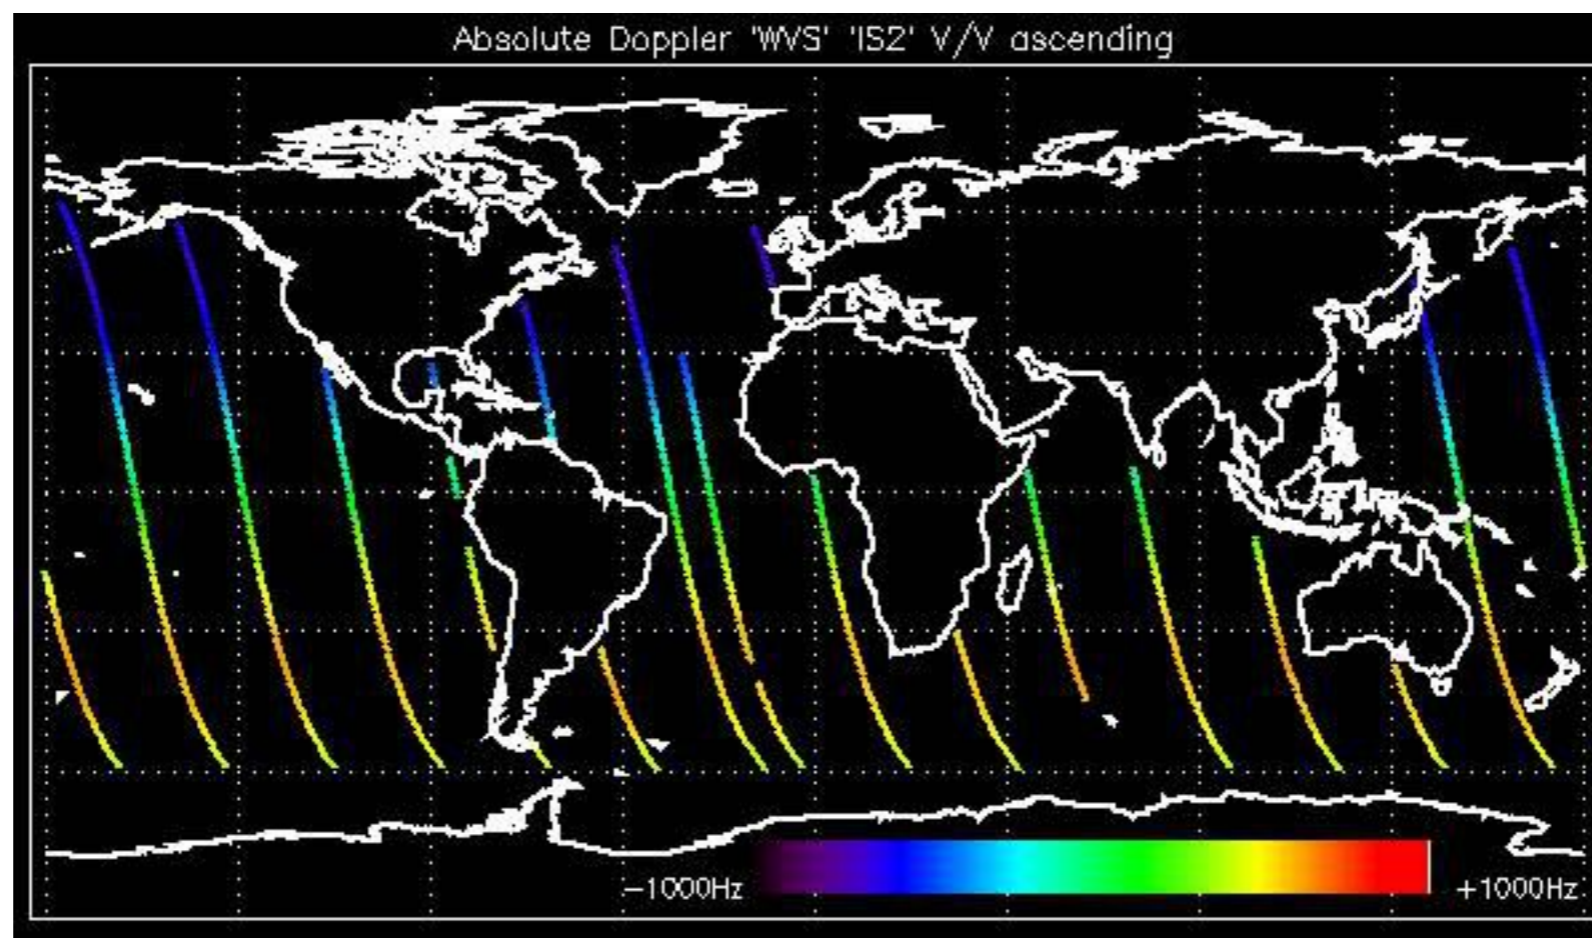 Absolute Doppler 'WVS' 'IS2' V/V ascending
-1000Hz +1000Hz